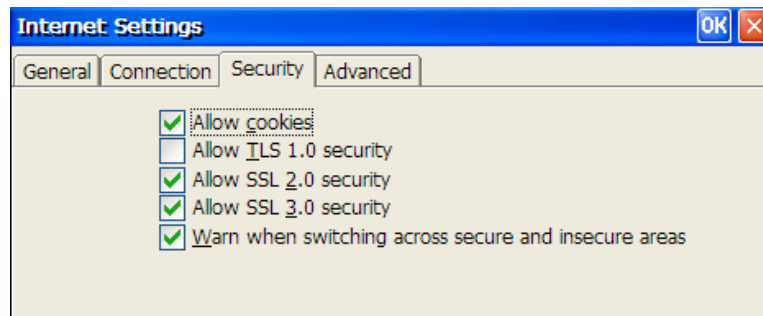 Internet Settings OK
General Connection Security Advanced
Allow cookies
Allow TLS 1.0 security
Allow SSL 2.0 security
Allow SSL 3.0 security
Warn when switching across secure and insecure areas